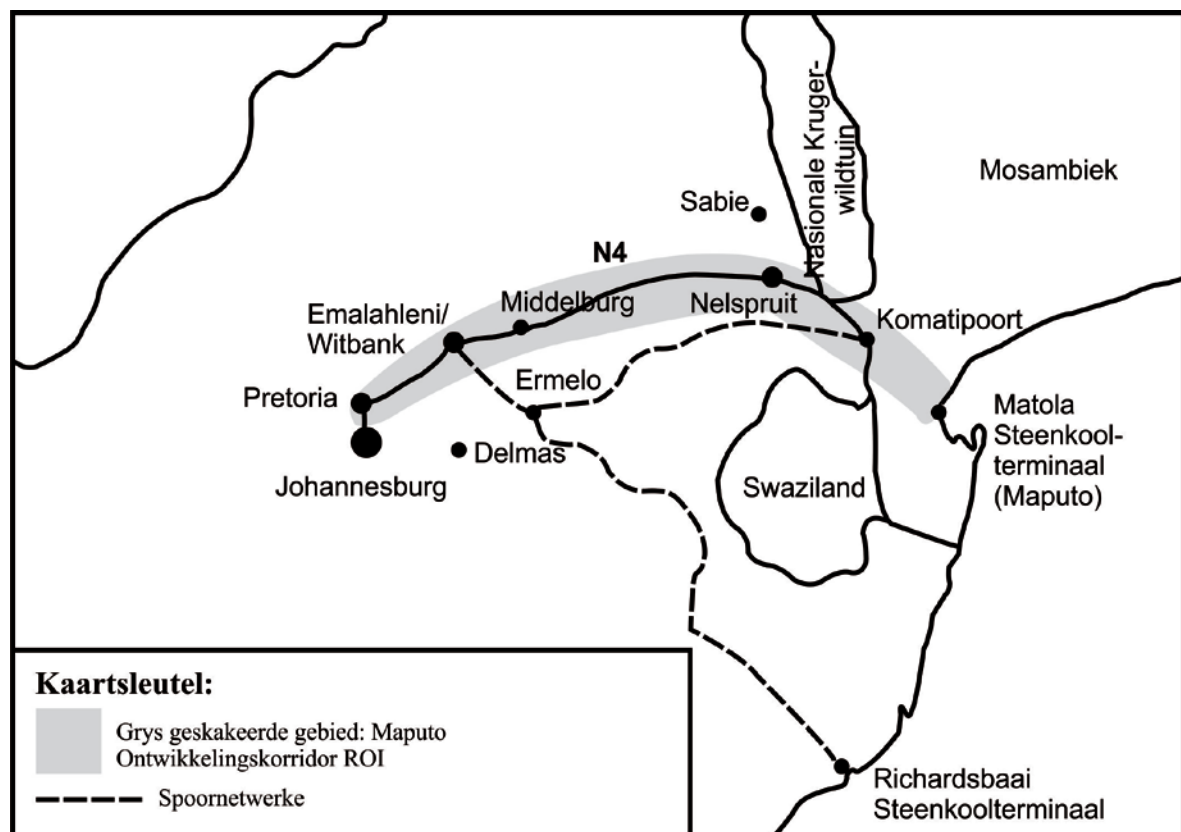 Nasionale Kruger-
wildtuin
Mosambiek
Sabie
N4
Middelburg
Nelspruit
Emalahleni/
Witbank
Komatipoort
Ermelo
Pretoria
Matola
Steenkool-
terminaal
(Maputo)
Delmas
Johannesburg
Swaziland
Kaartsleutel:
Grys geskakeerde gebied: Maputo
Ontwikkelingskorridor ROI
Spoornetwerke
Richardsbaai
Steenkoolterminaal